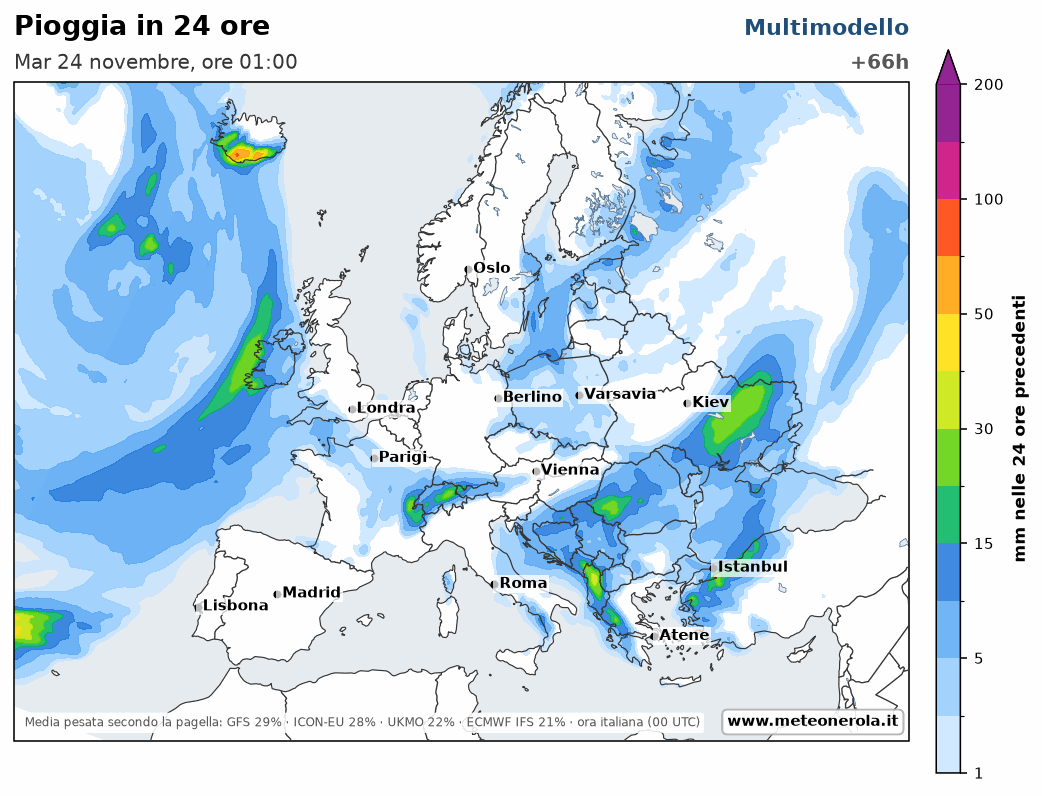 Pioggia in 24 ore
Multimodello
Mar 24 novembre, ore 01:00
+66h
200
100
50
30
15
5
1
mm nelle 24 ore precedenti
Oslo
Berlino
Varsavia
Kiev
Londra
Parigi
Vienna
Istanbul
Roma
Madrid
Lisbona
Atene
Media pesata secondo la pagella: GFS 29% · ICON-EU 28% · UKMO 22% · ECMWF IFS 21% · ora italiana (00 UTC)
www.meteonerola.it